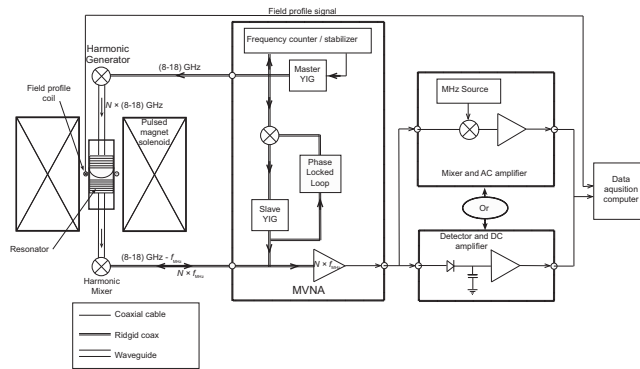 Field profile signal
Harmonic
Generator
Frequency counter / stabilizer
(8-18) GHz
Master
YIG
Field profile
coil
N × (8-18) GHz
Pulsed
magnet
solenoid
MHz Source
Mixer and AC amplifier
Phase
Locked
Loop
Slave
YIG
Data
aqusition
computer
Or
Resonator
Detector and DC
amplifier
(8-18) GHz - fMHz
N × fMHz
N × fMHz
Harmonic
Mixer
MVNA
Coaxial cable
Ridgid coax
Waveguide